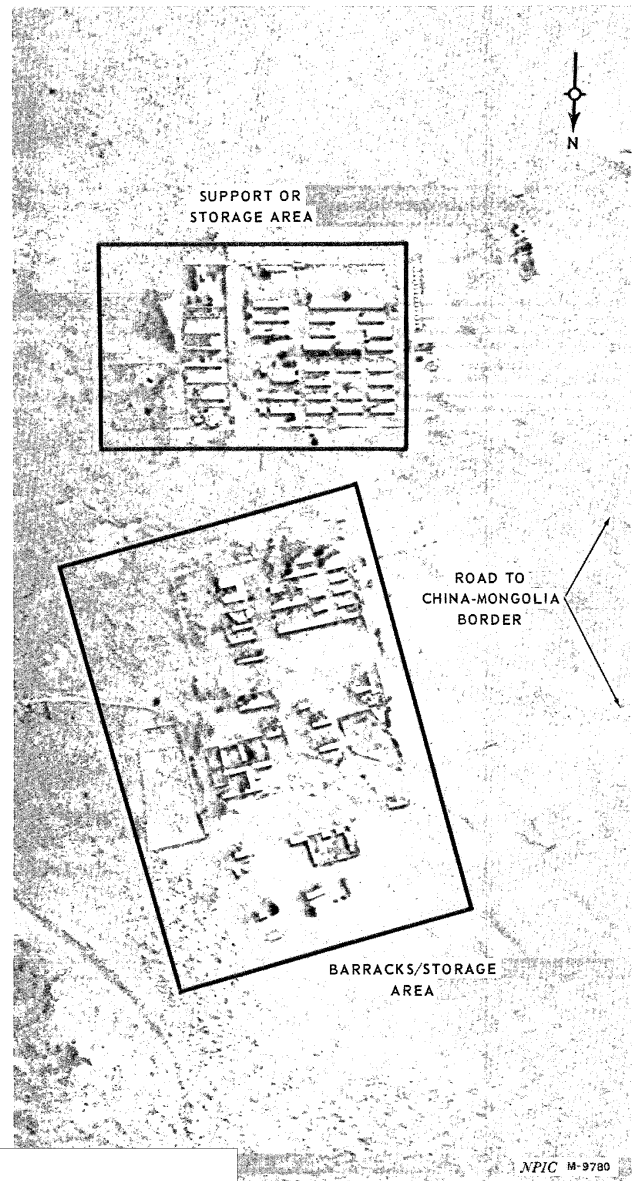 N
SUPPORT OR
STORAGE AREA
ROAD TO
CHINA-MONGOLIA
BORDER
BARRACKS/STORAGE
AREA
NPIC M-9780